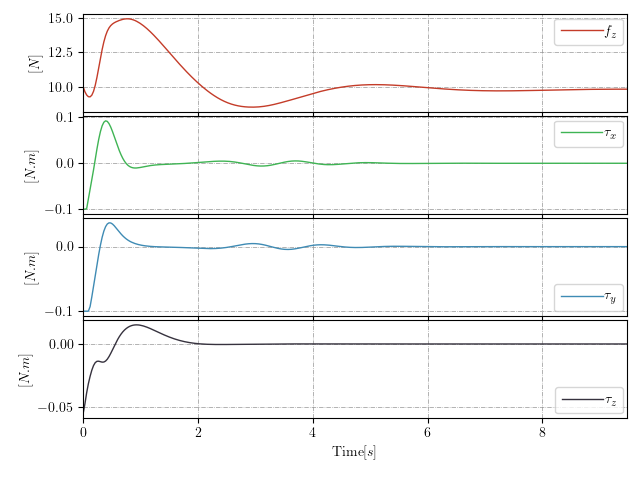 15.0
12.5
10.0
[N]
f_z
0.1
0.0
−0.1
[N.m]
τ_x
0.0
−0.1
[N.m]
τ_y
0.00
−0.05
[N.m]
τ_z
0 2 4 6 8
Time[s]